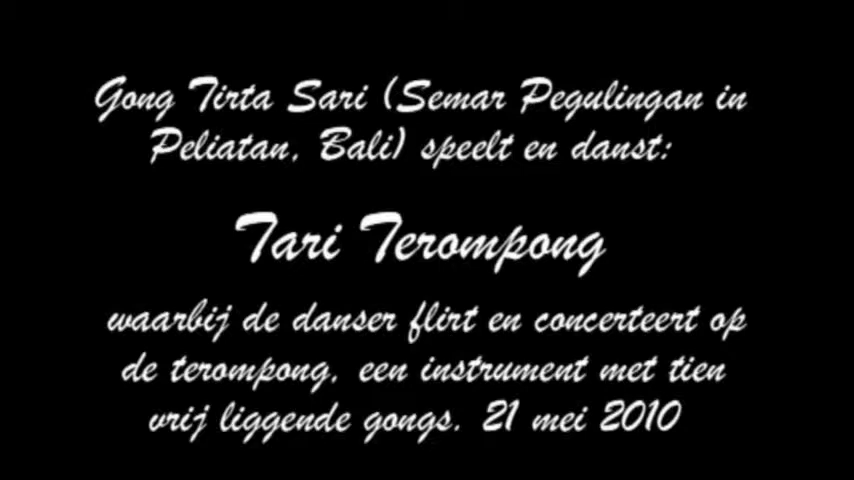 Gong Tirta Sari (Semar Pegulingan in
Peliatan, Bali) speelt en danst:
Tari Terompong
waarbij de danser flirt en concerteert op
de terompong, een instrument met tien
vrij liggende gongs. 21 mei 2010